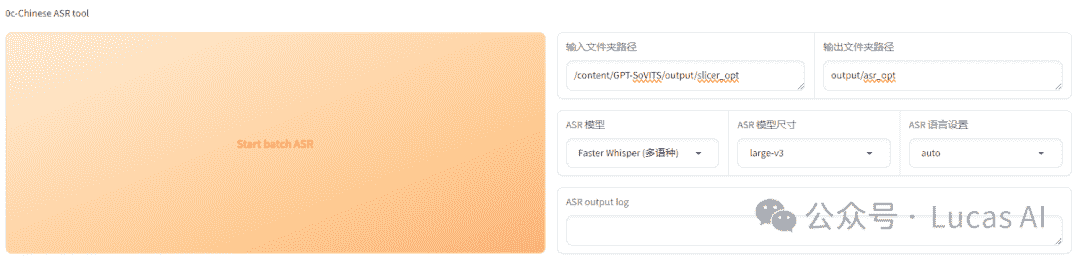 0c-Chinese ASR tool
Start batch ASR
输入文件夹路径
/content/GPT-SoVITS/output/slicer_opt
输出文件夹路径
output/asr_opt
ASR 模型
Faster Whisper (多语种)
ASR 模型尺寸
large-v3
ASR 语言设置
auto
ASR output log
公众号 · Lucas AI